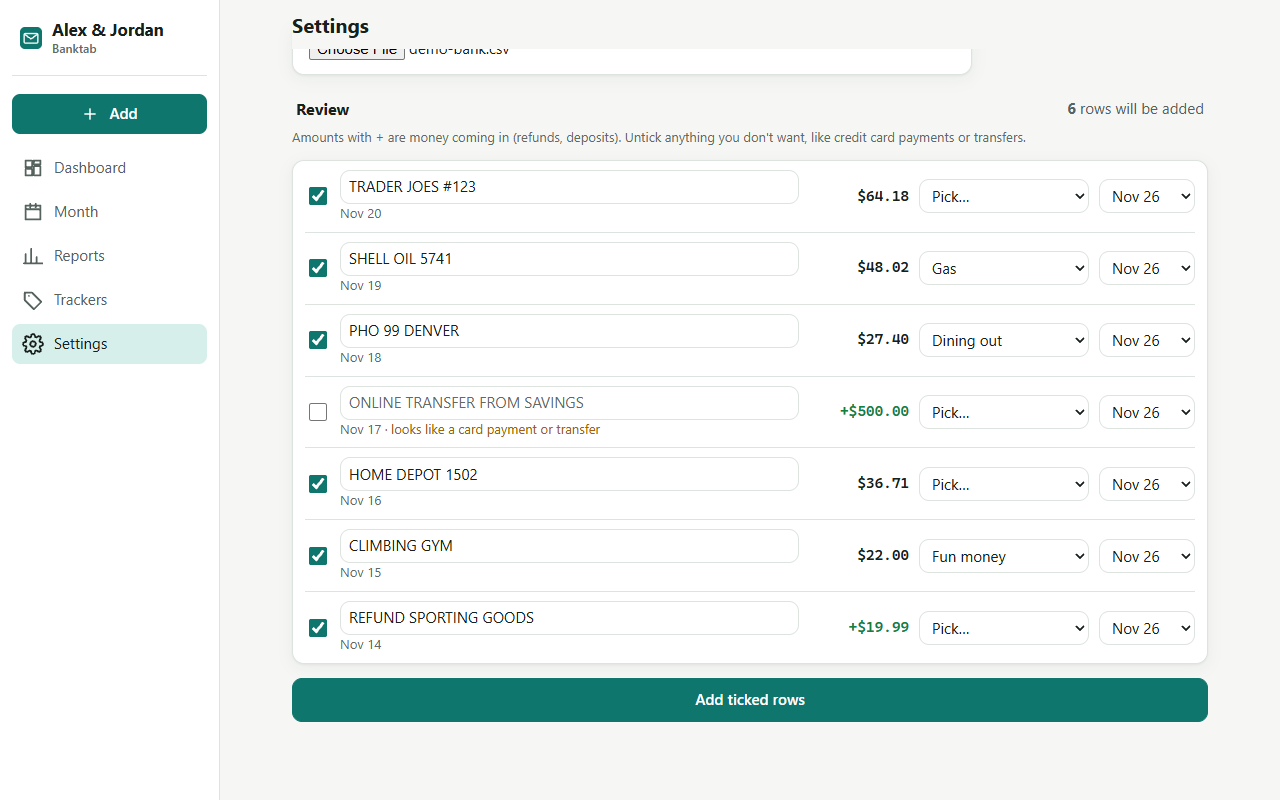 Alex & Jordan
Banktab
Add
Dashboard
Month
Reports
Trackers
Settings
Settings
Choose File demo-bank.csv
Review
6 rows will be added
Amounts with + are money coming in (refunds, deposits). Untick anything you don't want, like credit card payments or transfers.
TRADER JOES #123 $64.18 Pick... Nov 26
Nov 20
SHELL OIL 5741 $48.02 Gas Nov 26
Nov 19
PHO 99 DENVER $27.40 Dining out Nov 26
Nov 18
ONLINE TRANSFER FROM SAVINGS +$500.00 Pick... Nov 26
Nov 17 · looks like a card payment or transfer
HOME DEPOT 1502 $36.71 Pick... Nov 26
Nov 16
CLIMBING GYM $22.00 Fun money Nov 26
Nov 15
REFUND SPORTING GOODS +$19.99 Pick... Nov 26
Nov 14
Add ticked rows